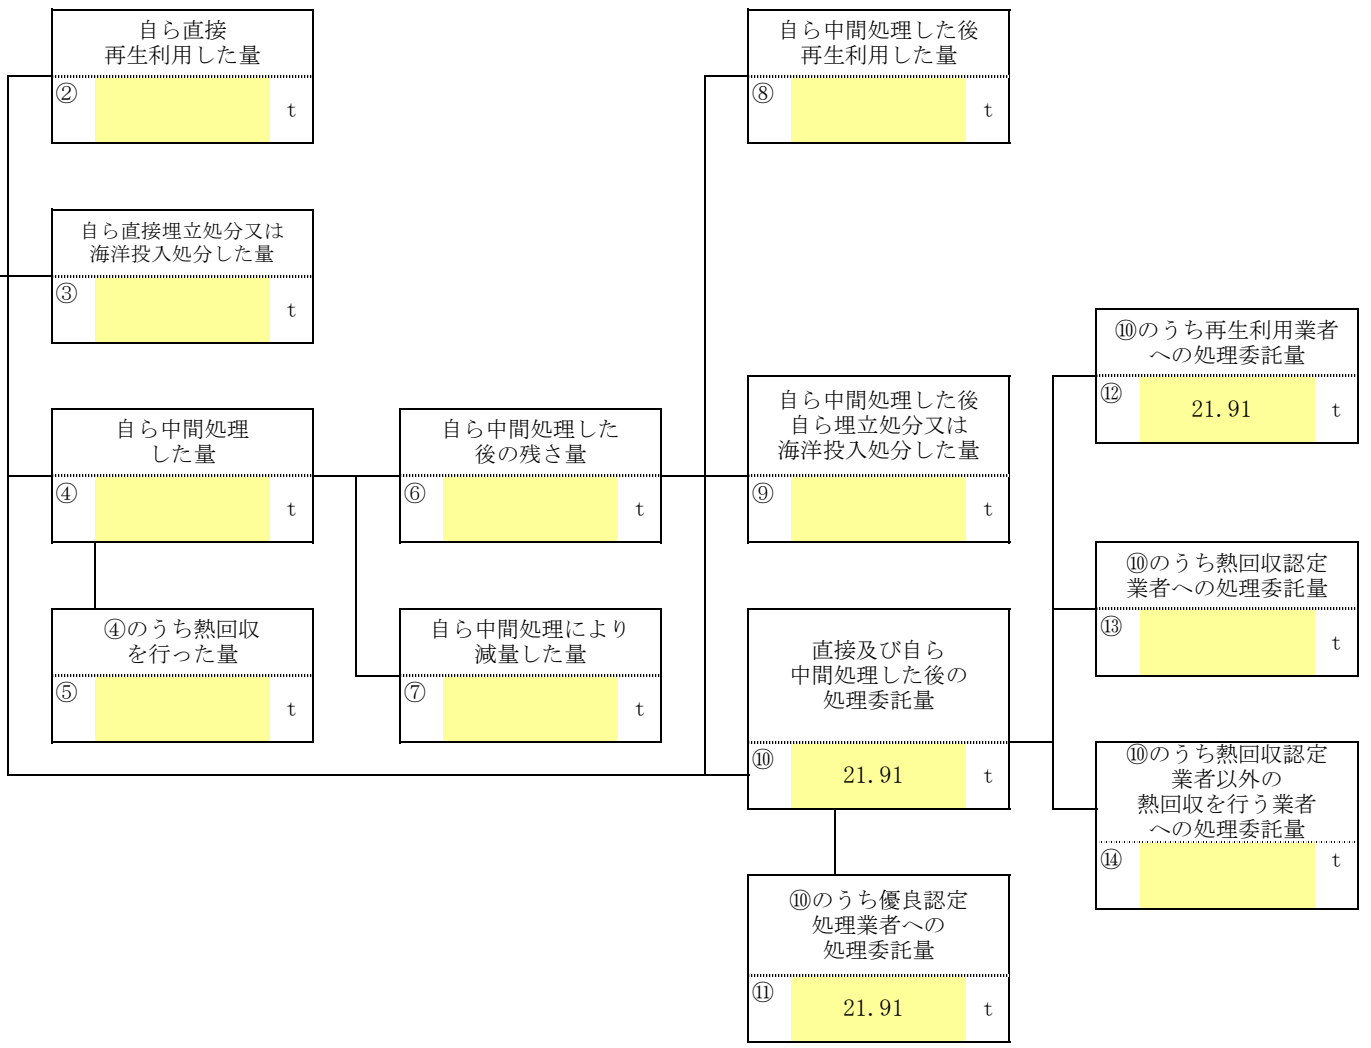 自ら直接
再生利用した量
②
t
自ら中間処理した後
再生利用した量
⑧
t
自ら直接埋立処分又は
海洋投入処分した量
③
t
⑩のうち再生利用業者
への処理委託量
⑫
21.91
t
自ら中間処理
した量
④
t
自ら中間処理した
後の残さ量
⑥
t
自ら中間処理した後
自ら埋立処分又は
海洋投入処分した量
⑨
t
⑩のうち熱回収認定
業者への処理委託量
⑬
t
④のうち熱回収
を行った量
⑤
t
自ら中間処理により
減量した量
⑦
t
直接及び自ら
中間処理した後の
処理委託量
⑩
21.91
t
⑩のうち熱回収認定
業者以外の
熱回収を行う業者
への処理委託量
⑭
t
⑩のうち優良認定
処理業者への
処理委託量
⑪
21.91
t